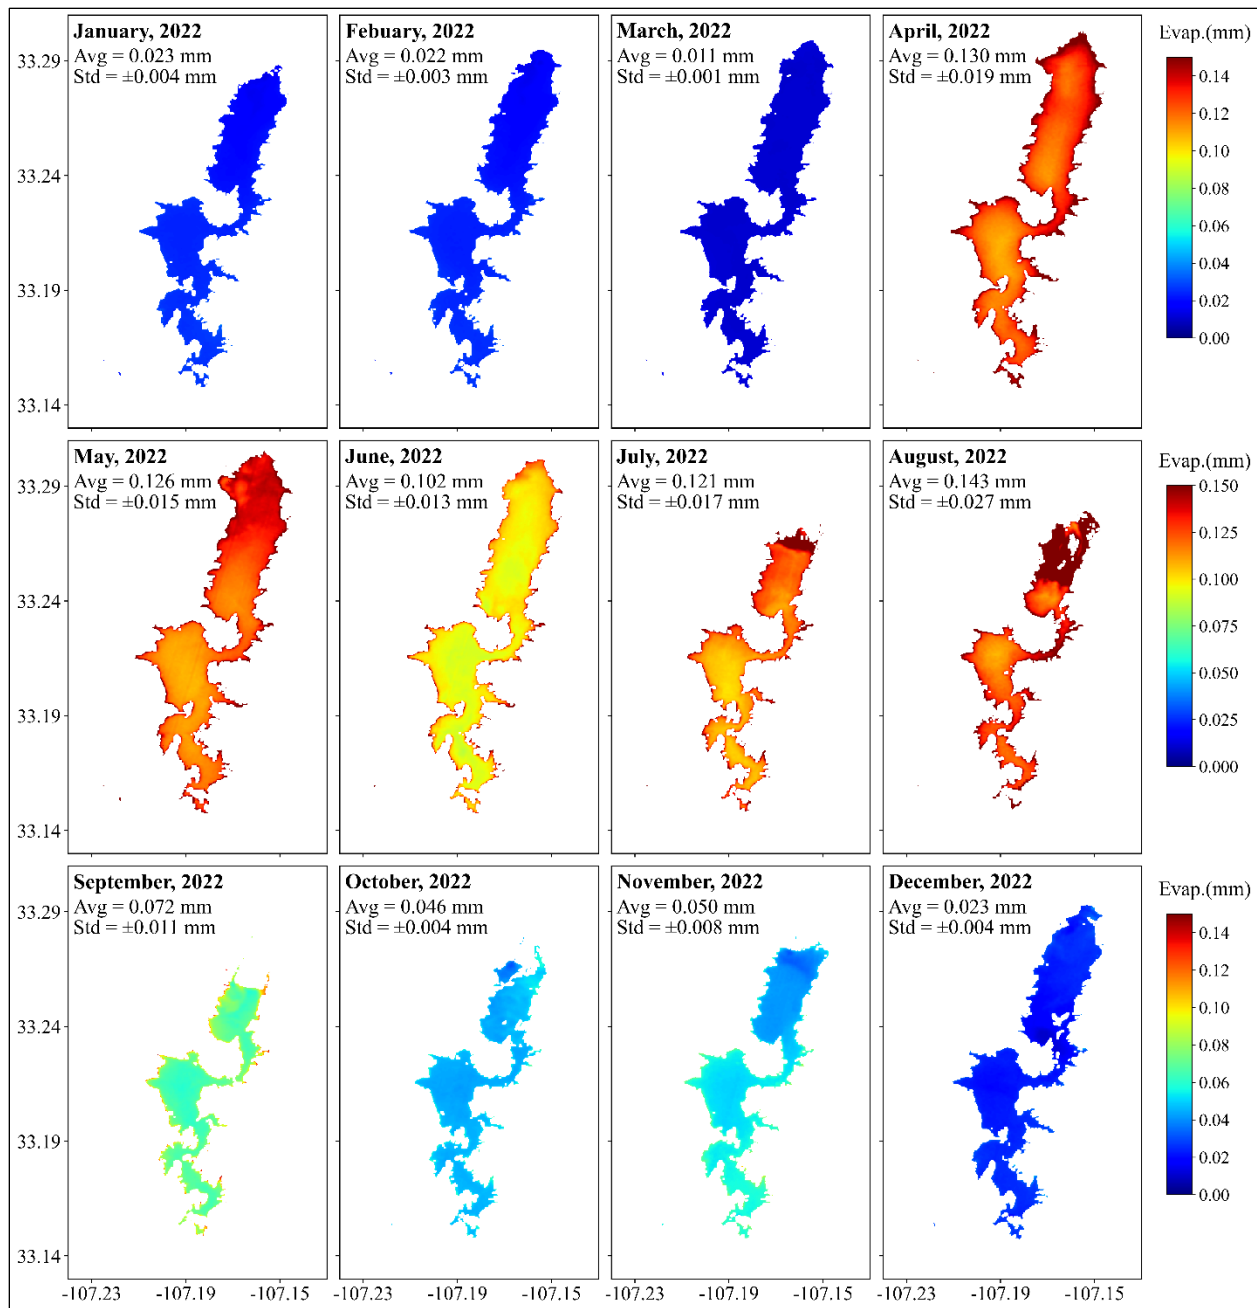 January, 2022
Avg = 0.023 mm
Std = ±0.004 mm
Febuary, 2022
Avg = 0.022 mm
Std = ±0.003 mm
March, 2022
Avg = 0.011 mm
Std = ±0.001 mm
April, 2022
Avg = 0.130 mm
Std = ±0.019 mm
Evap.(mm)
0.14
0.12
0.10
0.08
0.06
0.04
0.02
0.00
33.29
33.24
33.19
33.14
May, 2022
Avg = 0.126 mm
Std = ±0.015 mm
June, 2022
Avg = 0.102 mm
Std = ±0.013 mm
July, 2022
Avg = 0.121 mm
Std = ±0.017 mm
August, 2022
Avg = 0.143 mm
Std = ±0.027 mm
Evap.(mm)
0.150
0.125
0.100
0.075
0.050
0.025
0.000
33.29
33.24
33.19
33.14
September, 2022
Avg = 0.072 mm
Std = ±0.011 mm
October, 2022
Avg = 0.046 mm
Std = ±0.004 mm
November, 2022
Avg = 0.050 mm
Std = ±0.008 mm
December, 2022
Avg = 0.023 mm
Std = ±0.004 mm
Evap.(mm)
0.14
0.12
0.10
0.08
0.06
0.04
0.02
0.00
33.29
33.24
33.19
33.14
-107.23 -107.19 -107.15
-107.23 -107.19 -107.15
-107.23 -107.19 -107.15
-107.23 -107.19 -107.15